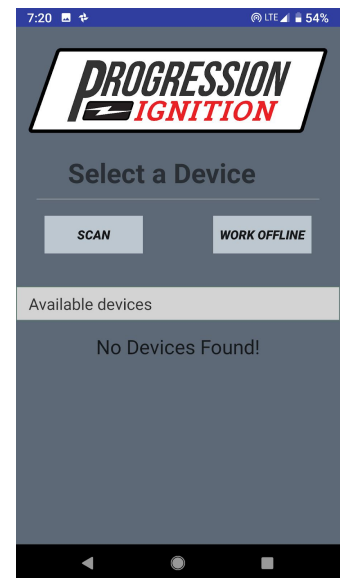 7:20 LTE 54%
PROGRESSION
IGNITION
Select a Device
SCAN WORK OFFLINE
Available devices
No Devices Found!